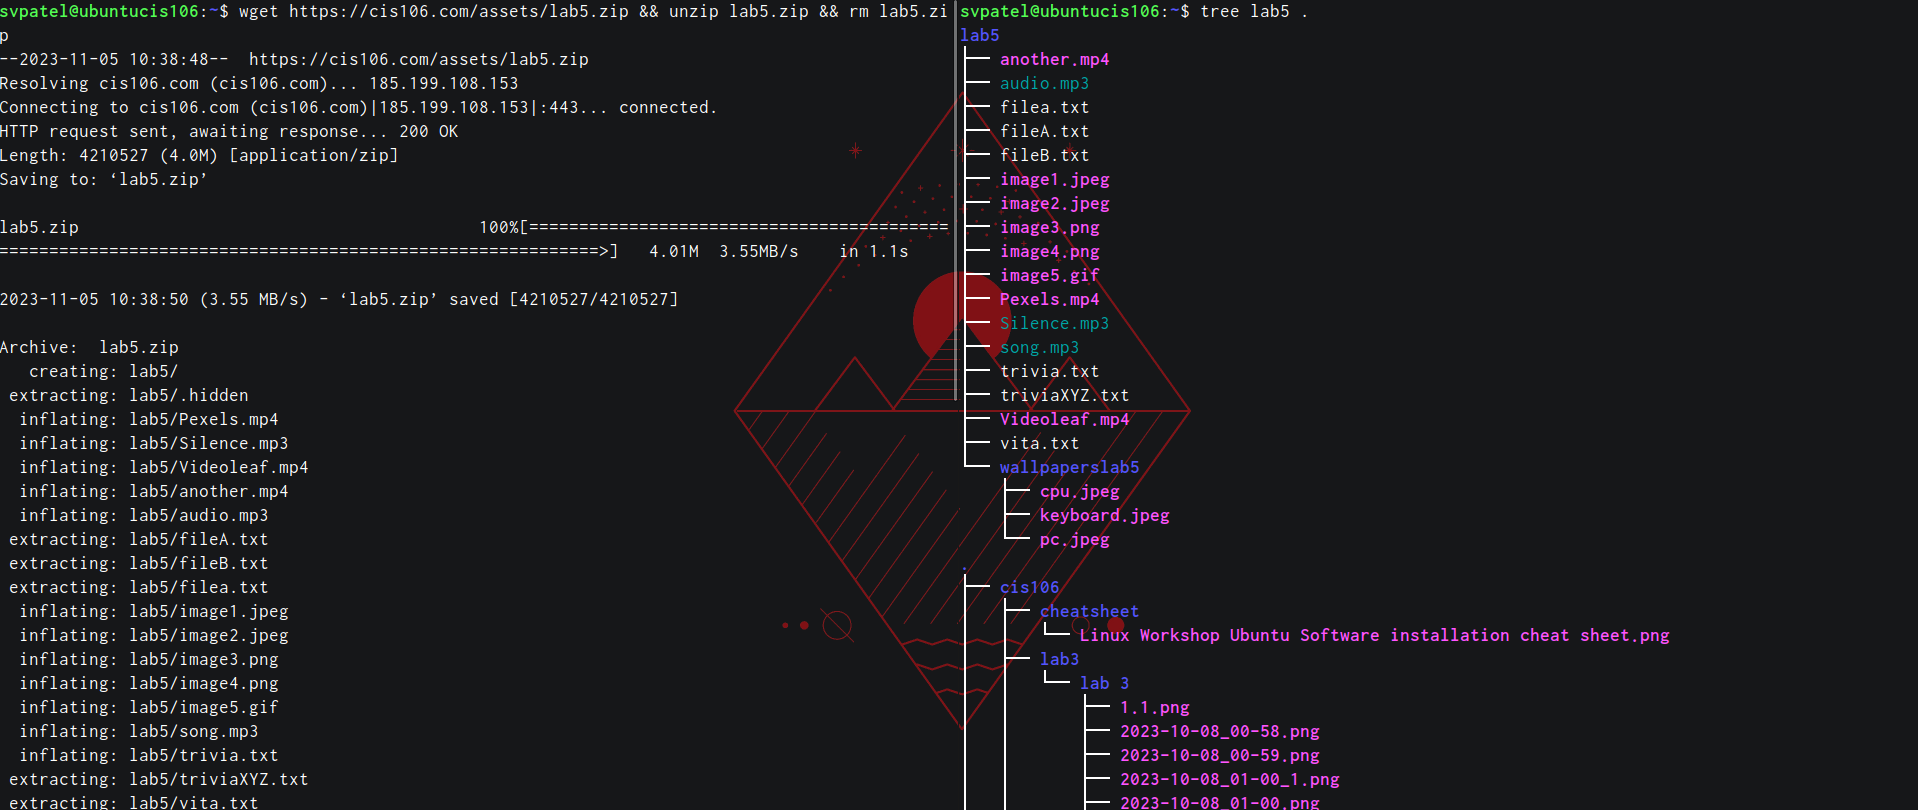 svpatel@ubuntucis106:~$ wget https://cis106.com/assets/lab5.zip && unzip lab5.zip && rm lab5.zi
p
--2023-11-05 10:38:48--  https://cis106.com/assets/lab5.zip
Resolving cis106.com (cis106.com)... 185.199.108.153
Connecting to cis106.com (cis106.com)|185.199.108.153|:443... connected.
HTTP request sent, awaiting response... 200 OK
Length: 4210527 (4.0M) [application/zip]
Saving to: ‘lab5.zip’
lab5.zip                                        100%[==========================================
============================================================>]   4.01M  3.55MB/s    in 1.1s
2023-11-05 10:38:50 (3.55 MB/s) - ‘lab5.zip’ saved [4210527/4210527]
Archive:  lab5.zip
   creating: lab5/
 extracting: lab5/.hidden
  inflating: lab5/Pexels.mp4
  inflating: lab5/Silence.mp3
  inflating: lab5/Videoleaf.mp4
  inflating: lab5/another.mp4
  inflating: lab5/audio.mp3
 extracting: lab5/fileA.txt
 extracting: lab5/fileB.txt
 extracting: lab5/filea.txt
  inflating: lab5/image1.jpeg
  inflating: lab5/image2.jpeg
  inflating: lab5/image3.png
  inflating: lab5/image4.png
  inflating: lab5/image5.gif
  inflating: lab5/song.mp3
  inflating: lab5/trivia.txt
 extracting: lab5/triviaXYZ.txt
 extracting: lab5/vita.txt
svpatel@ubuntucis106:~$ tree lab5 .
lab5
├── another.mp4
├── audio.mp3
├── filea.txt
├── fileA.txt
├── fileB.txt
├── image1.jpeg
├── image2.jpeg
├── image3.png
├── image4.png
├── image5.gif
├── Pexels.mp4
├── Silence.mp3
├── song.mp3
├── trivia.txt
├── triviaXYZ.txt
├── Videoleaf.mp4
├── vita.txt
└── wallpaperslab5
    ├── cpu.jpeg
    ├── keyboard.jpeg
    └── pc.jpeg
.
├── cis106
│   ├── cheatsheet
│   │   └── Linux Workshop Ubuntu Software installation cheat sheet.png
│   ├── lab3
│   │   └── lab 3
│   │       ├── 1.1.png
│   │       ├── 2023-10-08_00-58.png
│   │       ├── 2023-10-08_00-59.png
│   │       ├── 2023-10-08_01-00_1.png
│   │       ├── 2023-10-08_01-00.png